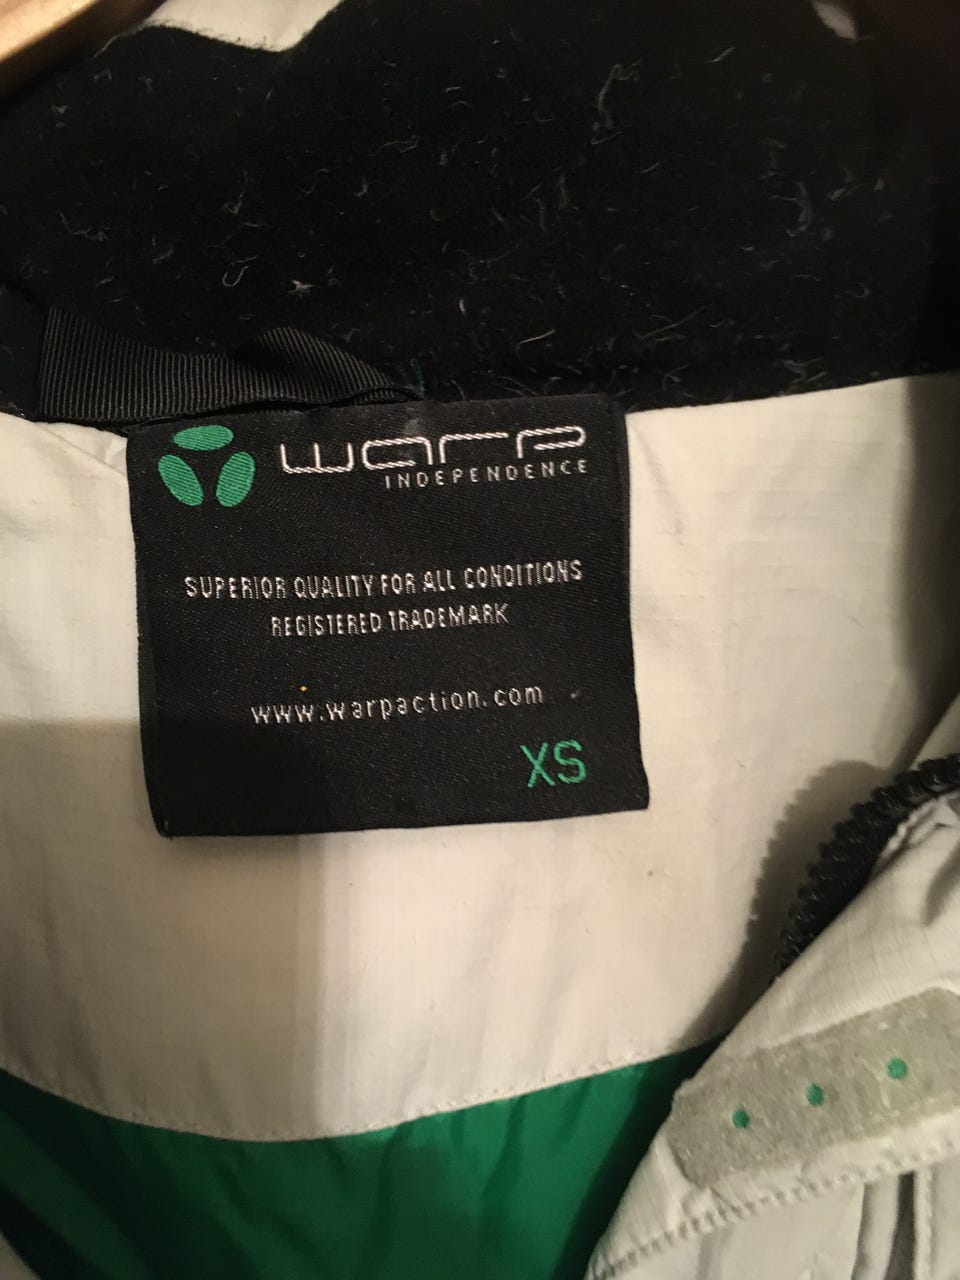 warp
INDEPENDENCE
SUPERIOR QUALITY FOR ALL CONDITIONS
REGISTERED TRADEMARK
www.warpaction.com
XS